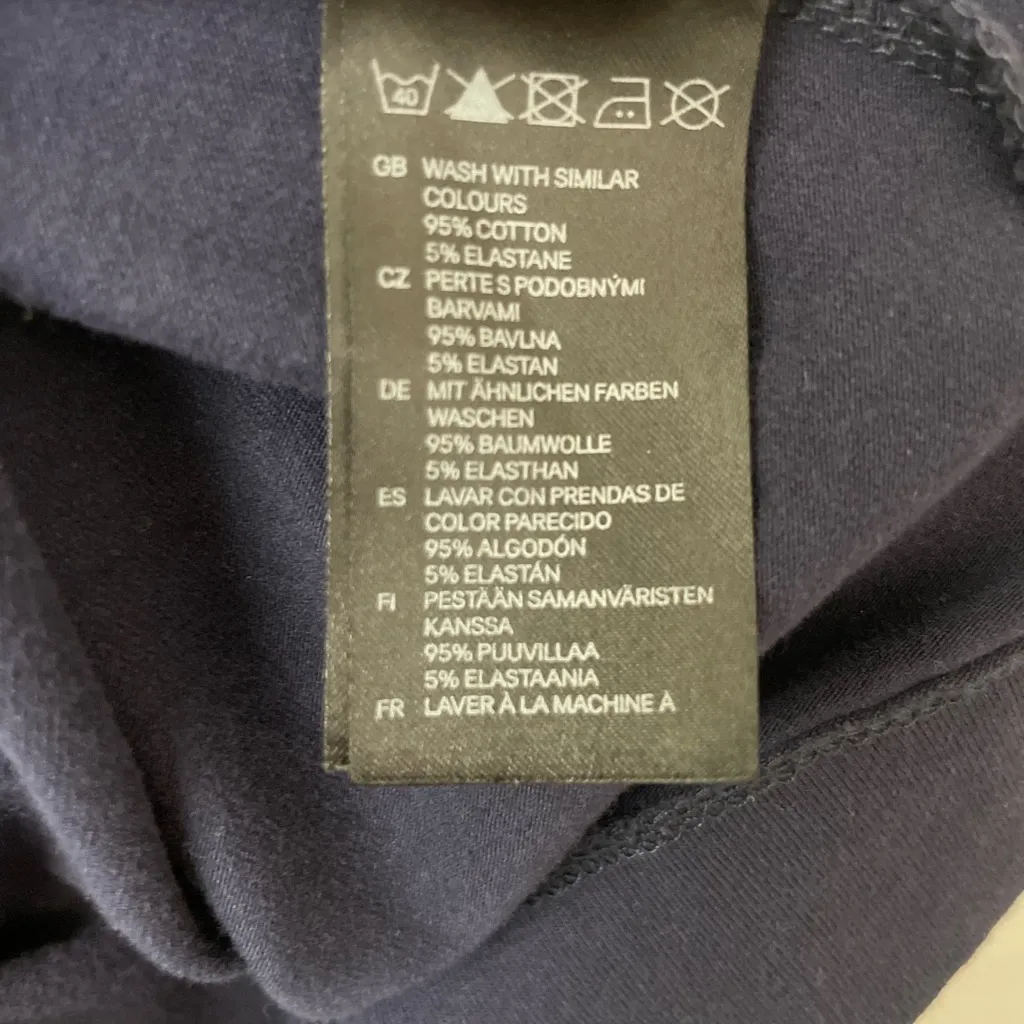 40
GB WASH WITH SIMILAR
COLOURS
95% COTTON
5% ELASTANE
CZ PERTE S PODOBNÝMI
BARVAMI
95% BAVLNA
5% ELASTAN
DE MIT ÄHNLICHEN FARBEN
WASCHEN
95% BAUMWOLLE
5% ELASTHAN
ES LAVAR CON PRENDAS DE
COLOR PARECIDO
95% ALGODÓN
5% ELASTÁN
FI PESTÄÄN SAMANVÄRISTEN
KANSSA
95% PUUVILLAA
5% ELASTAANIA
FR LAVER À LA MACHINE À